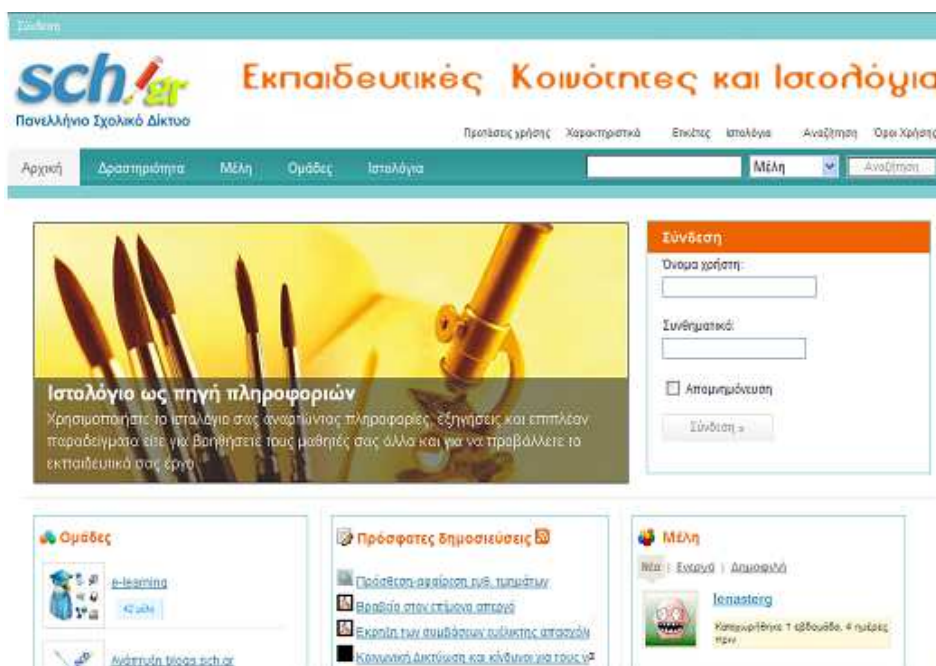 Σύνδεση
sch.gr
Πανελλήνιο Σχολικό Δίκτυο
Εκπαιδευτικές Κοινότητες και Ιστολόγια
Προτάσεις χρήσης Χαρακτηριστικά Ετικέτες Ιστολόγια Αναζήτηση Όροι Χρήσης
Αρχική Δραστηριότητα Μέλη Ομάδες Ιστολόγια Μέλη Αναζήτηση
Ιστολόγιο ως πηγή πληροφοριών
Χρησιμοποιήστε το ιστολόγιο σας αναρτώντας πληροφορίες, εξηγήσεις και επιπλέον
παραδείγματα είτε για βοηθήσετε τους μαθητές σας άλλα και για να προβάλλετε το
εκπαιδευτικό σας έργο
Σύνδεση
Όνομα χρήστη:
Συνθηματικό:
Απομνημόνευση
Σύνδεση »
Ομάδες
e-learning
42 μέλη
Ανάπτυξη blogs.sch.gr
Πρόσφατες δημοσιεύσεις
Πρόσθεση-αφαίρεση ευθ. τμημάτων
Βραβείο στον επίμονο απεργό
Έκρηξη των συμβάσεων ευέλικτης απασχόλ
Κοινωνική Δικτύωση και κίνδυνοι για τους ν
Μέλη
Νέα | Ενεργά | Δημοφιλή
lenasterg
Καταχωρήθηκε 1 εβδομάδα, 4 ημέρες
πριν